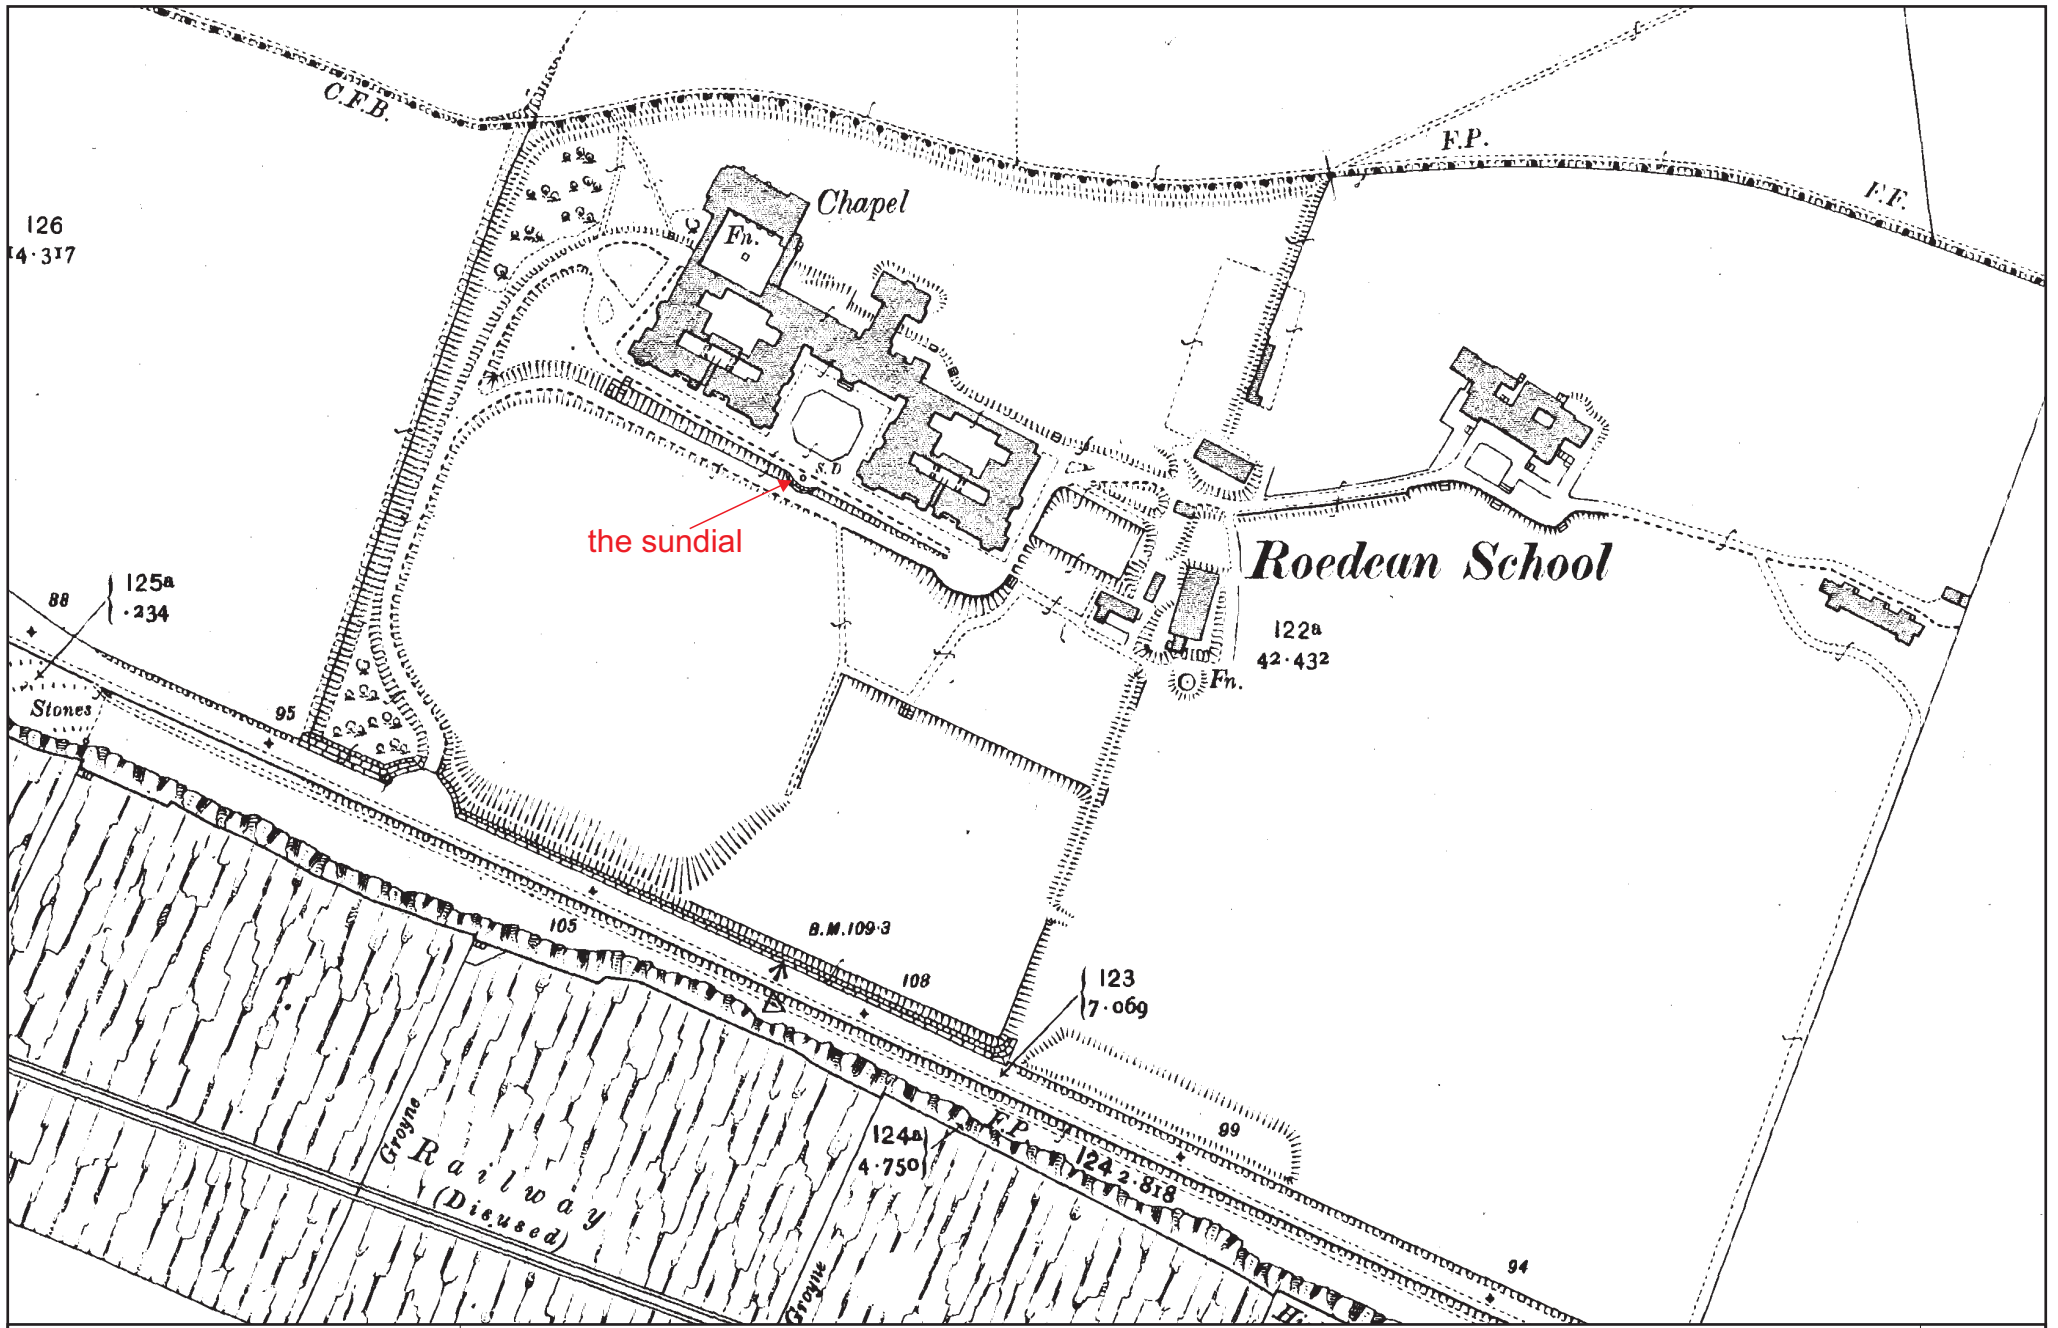 C.F.B.
F.P.
F.F.
Chapel
Fn.
126
14·317
S.D
the sundial
Roedean School
125a
·234
88
122a
42·432
Fn.
Stones
95
105
B.M.109·3
108
123
7·069
Groyne
Railway
(Disused)
124a
4·750
F.P.
99
124
2·818
Groyne
94